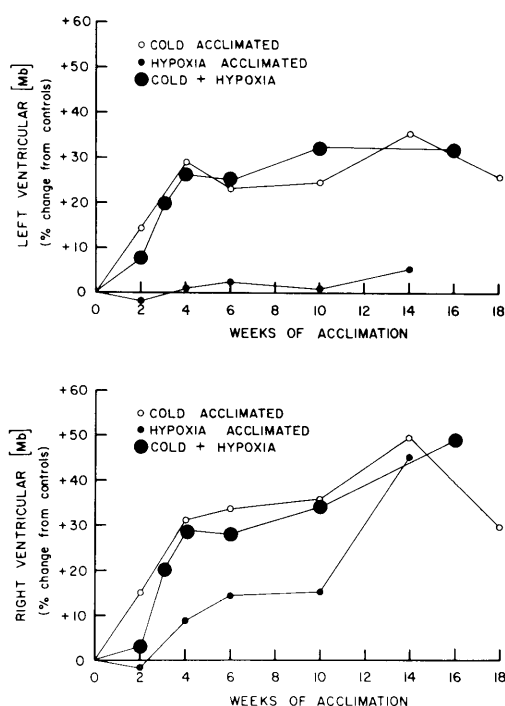 +60
+50
+40
+30
+20
+10
0
LEFT VENTRICULAR [Mb]
(% change from controls)
COLD ACCLIMATED
HYPOXIA ACCLIMATED
COLD + HYPOXIA
0 2 4 6 8 10 12 14 16 18
WEEKS OF ACCLIMATION
+60
+50
+40
+30
+20
+10
0
RIGHT VENTRICULAR [Mb]
(% change from controls)
COLD ACCLIMATED
HYPOXIA ACCLIMATED
COLD + HYPOXIA
0 2 4 6 8 10 12 14 16 18
WEEKS OF ACCLIMATION